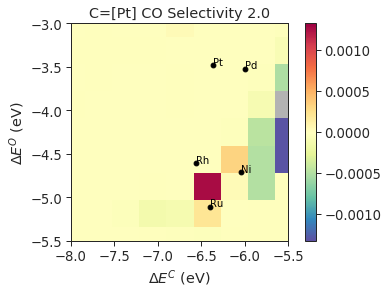 C=[Pt] CO Selectivity 2.0
−3.0
−3.5
−4.0
−4.5
−5.0
−5.5
ΔE^O (eV)
Pt
Pd
Rh
Ni
Ru
−8.0 −7.5 −7.0 −6.5 −6.0 −5.5
ΔE^C (eV)
0.0010
0.0005
0.0000
−0.0005
−0.0010